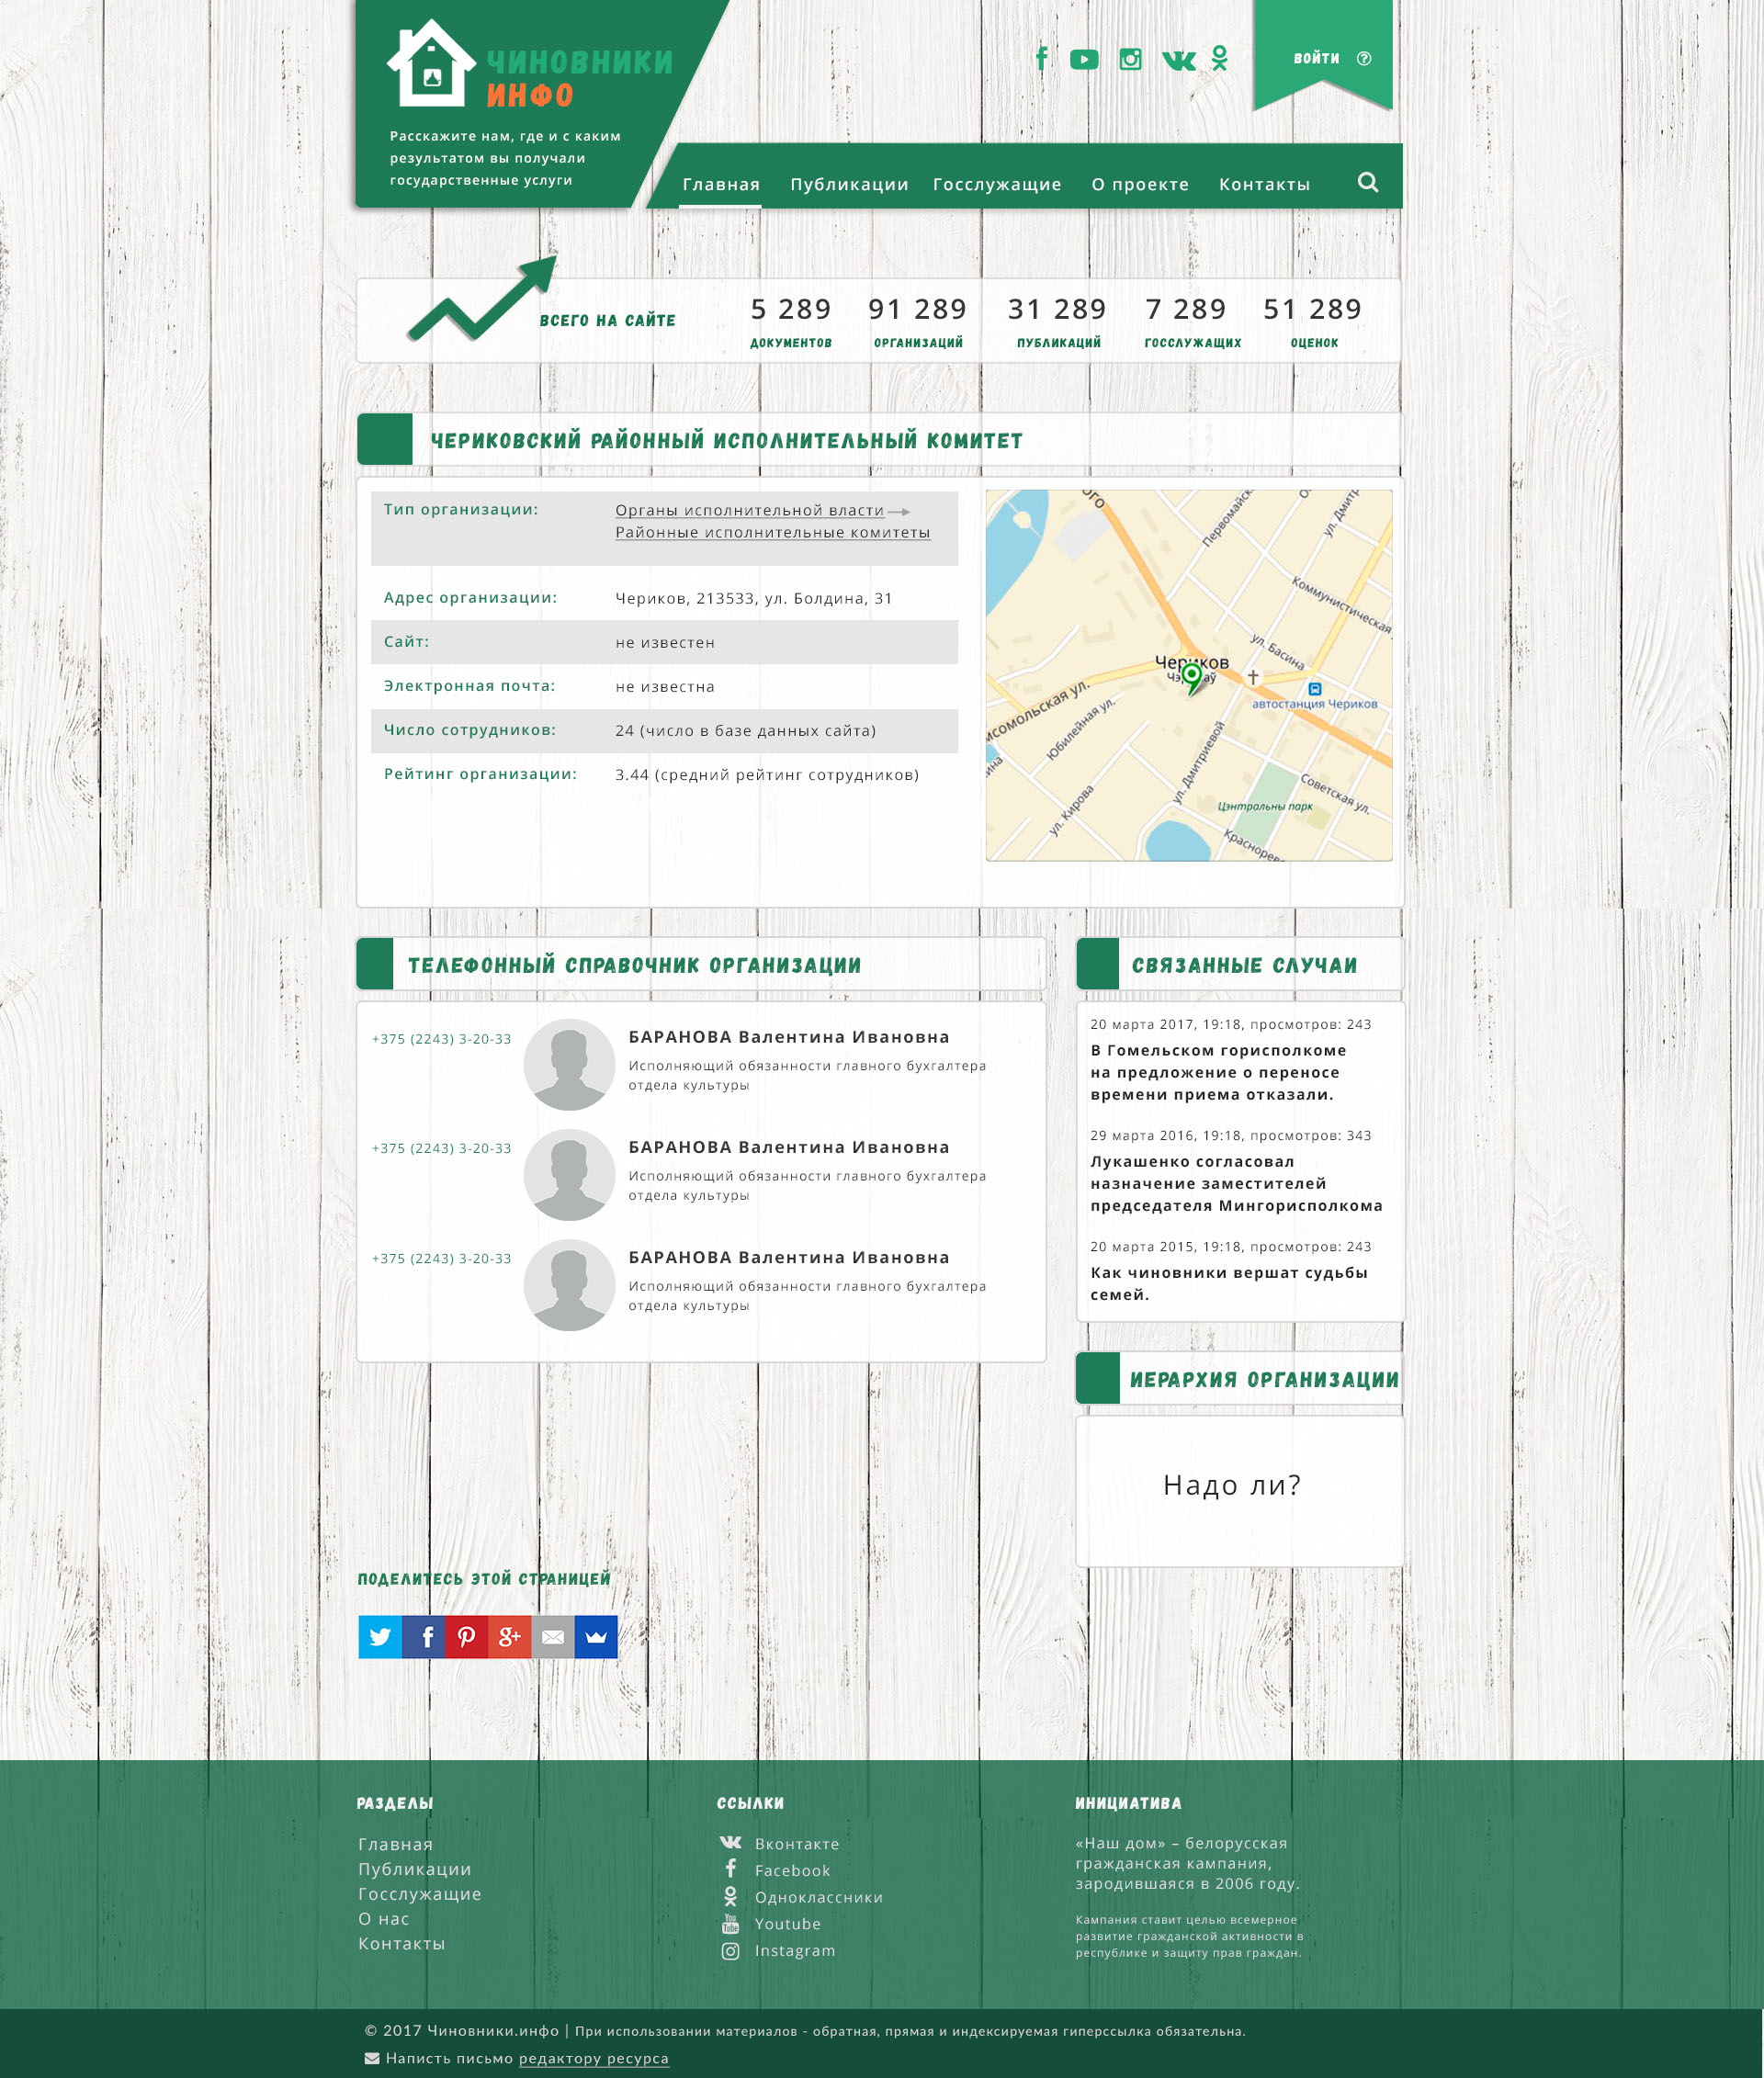 ЧИНОВНИКИ
ИНФО
Расскажите нам, где и с каким
результатом вы получали
государственные услуги
ВОЙТИ
Главная Публикации Госслужащие О проекте Контакты
ВСЕГО НА САЙТЕ
5 289 91 289 31 289 7 289 51 289
ДОКУМЕНТОВ ОРГАНИЗАЦИЙ ПУБЛИКАЦИЙ ГОССЛУЖАЩИХ ОЦЕНОК
ЧЕРИКОВСКИЙ РАЙОННЫЙ ИСПОЛНИТЕЛЬНЫЙ КОМИТЕТ
Тип организации: Органы исполнительной власти
Районные исполнительные комитеты
Адрес организации: Чериков, 213533, ул. Болдина, 31
Сайт: не известен
Электронная почта: не известна
Число сотрудников: 24 (число в базе данных сайта)
Рейтинг организации: 3.44 (средний рейтинг сотрудников)
ого
Первомайск
ул. Дмитр
Коммунистическая
ул. Басина
Чериков
мсомольская ул.
Юбилейная ул.
автостанция Чериков
ина
ул. Дмитриевой
Советская ул.
Цэнтральны парк
ул. Кирова
Краснорев
ТЕЛЕФОННЫЙ СПРАВОЧНИК ОРГАНИЗАЦИИ
+375 (2243) 3-20-33 БАРАНОВА Валентина Ивановна
Исполняющий обязанности главного бухгалтера
отдела культуры
+375 (2243) 3-20-33 БАРАНОВА Валентина Ивановна
Исполняющий обязанности главного бухгалтера
отдела культуры
+375 (2243) 3-20-33 БАРАНОВА Валентина Ивановна
Исполняющий обязанности главного бухгалтера
отдела культуры
СВЯЗАННЫЕ СЛУЧАИ
20 марта 2017, 19:18, просмотров: 243
В Гомельском горисполкоме
на предложение о переносе
времени приема отказали.
29 марта 2016, 19:18, просмотров: 343
Лукашенко согласовал
назначение заместителей
председателя Мингорисполкома
20 марта 2015, 19:18, просмотров: 243
Как чиновники вершат судьбы
семей.
ИЕРАРХИЯ ОРГАНИЗАЦИИ
Надо ли?
ПОДЕЛИТЕСЬ ЭТОЙ СТРАНИЦЕЙ
РАЗДЕЛЫ
Главная
Публикации
Госслужащие
О нас
Контакты
ССЫЛКИ
Вконтакте
Facebook
Одноклассники
Youtube
Instagram
ИНИЦИАТИВА
«Наш дом» – белорусская
гражданская кампания,
зародившаяся в 2006 году.
Кампания ставит целью всемерное
развитие гражданской активности в
республике и защиту прав граждан.
© 2017 Чиновники.инфо | При использовании материалов - обратная, прямая и индексируемая гиперссылка обязательна.
Напи​сть письмо редактору ресурса